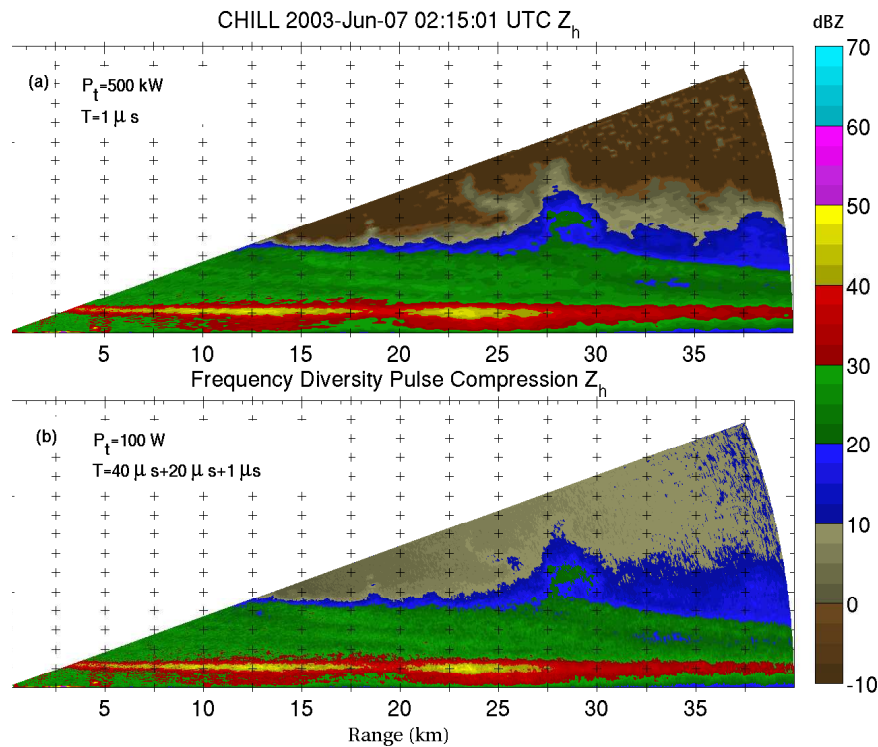 CHILL 2003-Jun-07 02:15:01 UTC Z_h
dBZ
(a)
P_t=500 kW
T=1 μ s
5 10 15 20 25 30 35
Frequency Diversity Pulse Compression Z_h
(b)
P_t=100 W
T=40 μ s+20 μ s+1 μs
5 10 15 20 25 30 35
Range (km)
70
60
50
40
30
20
10
0
-10